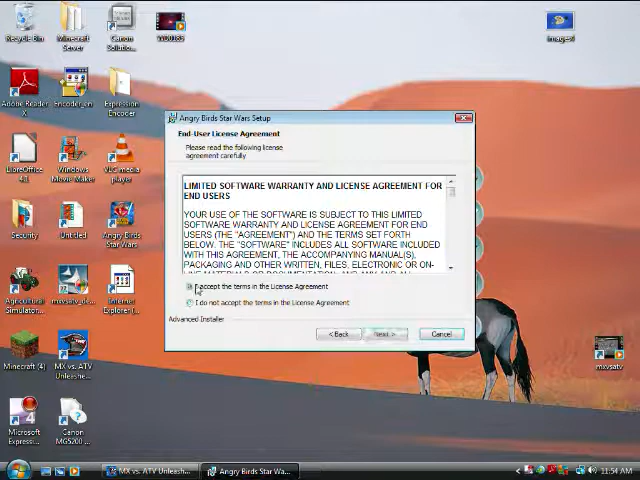 Recycle Bin
Minecraft Server
Canon Solution...
images
Adobe Reader X
Encoder_en
Expression Encoder
LibreOffice
Windows Movie Maker
VLC media player
Security
Untitled
Angry Birds Star Wars
Agricultural Simulator...
mxvsatv_de...
Internet Explorer (...
Minecraft (4)
MX vs. ATV Unleashe...
mxvsatv
Microsoft Expressi...
Canon MG5200 ...
Angry Birds Star Wars Setup
End-User License Agreement
Please read the following license
agreement carefully
LIMITED SOFTWARE WARRANTY AND LICENSE AGREEMENT FOR
END USERS
YOUR USE OF THE SOFTWARE IS SUBJECT TO THIS LIMITED
SOFTWARE WARRANTY AND LICENSE AGREEMENT FOR END
USERS (THE "AGREEMENT") AND THE TERMS SET FORTH
BELOW. THE "SOFTWARE" INCLUDES ALL SOFTWARE INCLUDED
WITH THIS AGREEMENT, THE ACCOMPANYING MANUAL(S),
PACKAGING AND OTHER WRITTEN, FILES, ELECTRONIC OR ON-
I accept the terms in the License Agreement
I do not accept the terms in the License Agreement
Advanced Installer
< Back
Next >
Cancel
MX vs. ATV Unleash...
Angry Birds Star Wa...
11:54 AM